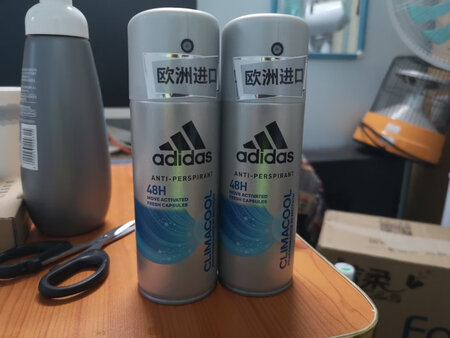 欧洲进口
adidas
ANTI-PERSPIRANT
48H
MOVE ACTIVATED
FRESH CAPSULES
CLIMACOOL
欧洲进口
adidas
ANTI-PERSPIRANT
48H
MOVE ACTIVATED
FRESH CAPSULES
CLIMACOOL
柔